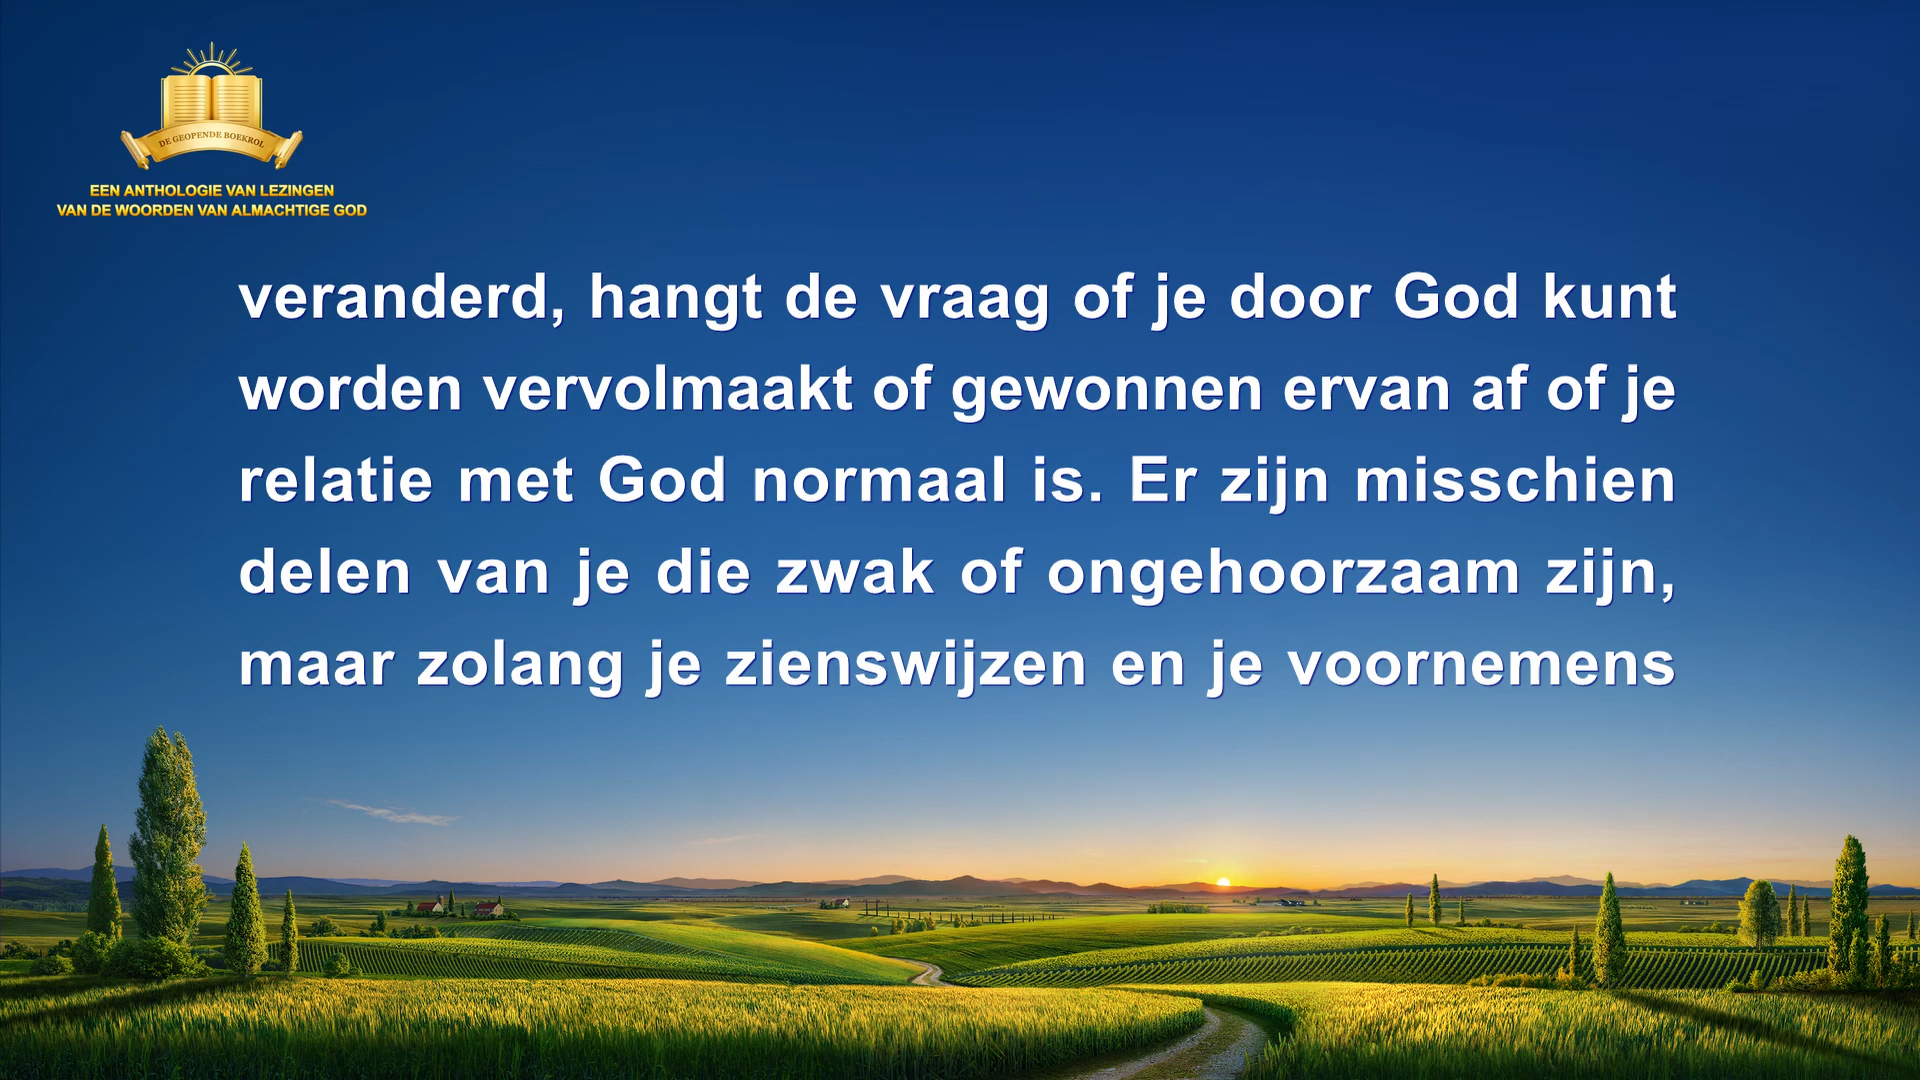 DE GEOPENDE BOEKROL
EEN ANTHOLOGIE VAN LEZINGEN
VAN DE WOORDEN VAN ALMACHTIGE GOD
veranderd, hangt de vraag of je door God kunt
worden vervolmaakt of gewonnen ervan af of je
relatie met God normaal is. Er zijn misschien
delen van je die zwak of ongehoorzaam zijn,
maar zolang je zienswijzen en je voornemens